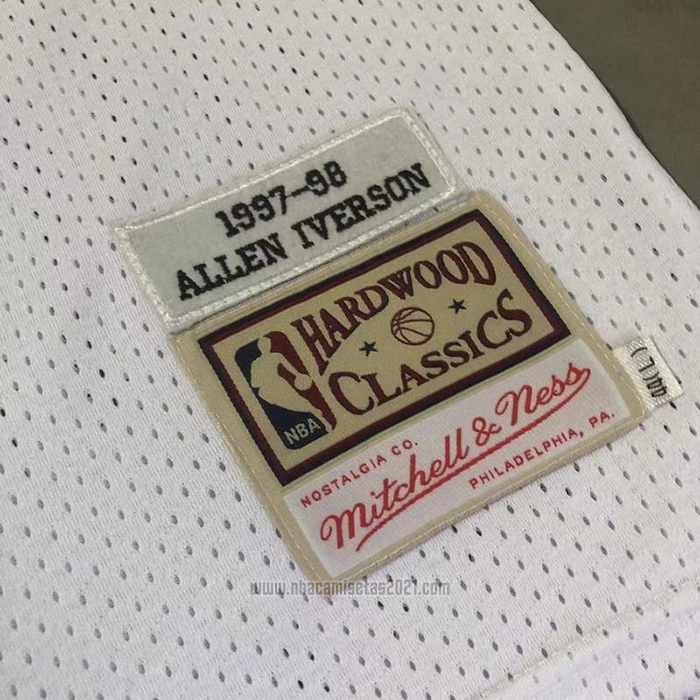 1997-98
ALLEN IVERSON
HARDWOOD
CLASSICS
NBA
NOSTALGIA CO.
Mitchell & Ness
PHILADELPHIA, PA.
www.nbacamisetas2021.com